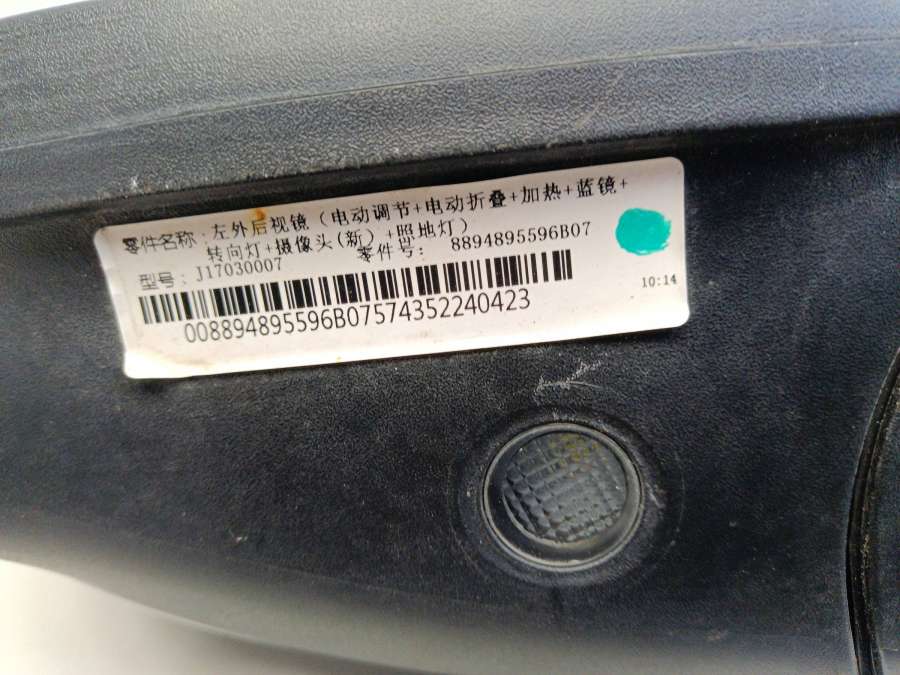 零件名称:左外后视镜(电动调节+电动折叠+加热+蓝镜+
转向灯+摄像头(新)+照地灯)
型号:J17030007 零件号:8894895596B07
10:14
008894895596B07574352240423